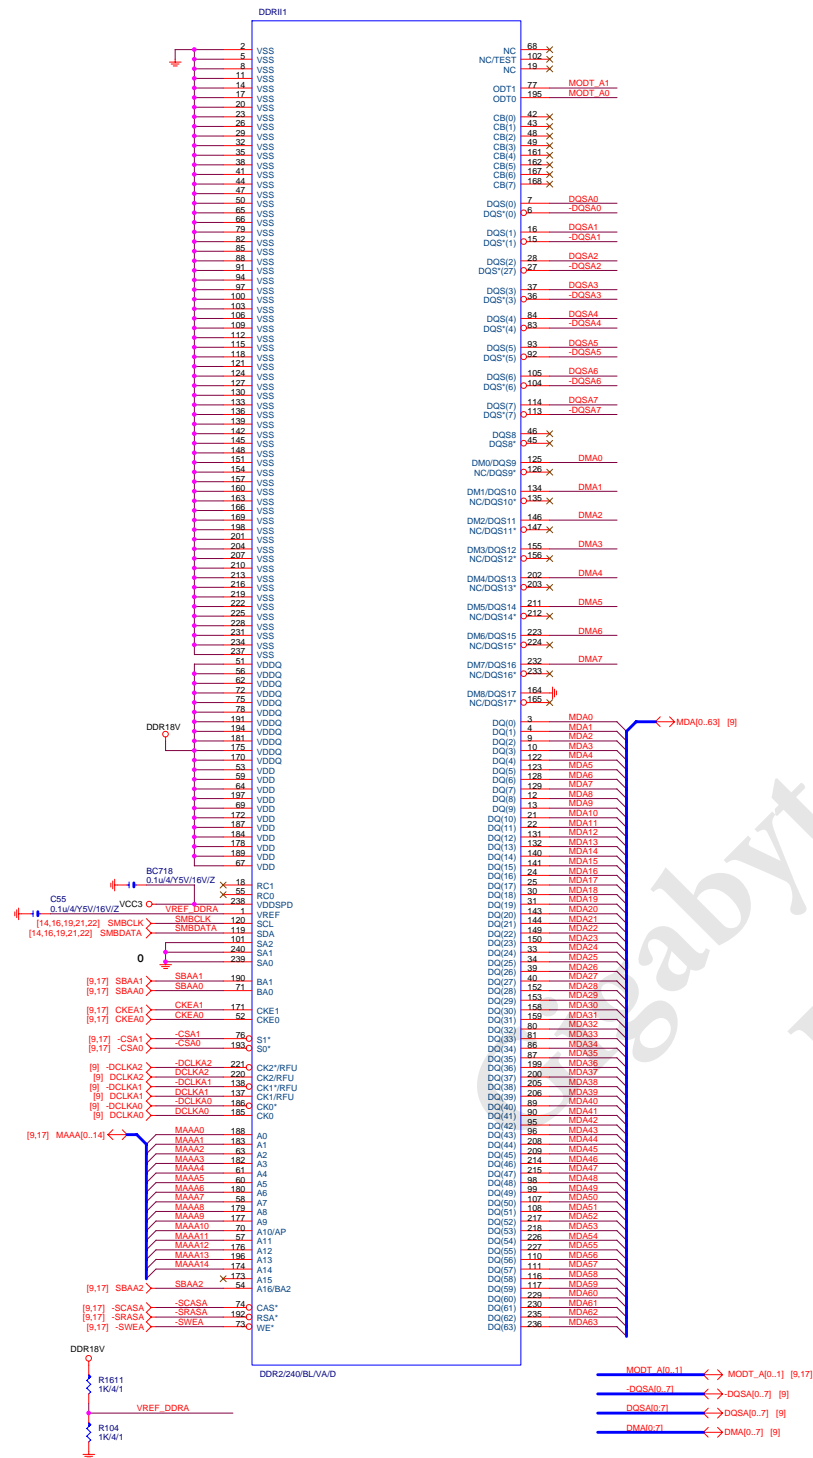 DDRII1
2 VSS
5 VSS
8 VSS
11 VSS
14 VSS
17 VSS
20 VSS
23 VSS
26 VSS
29 VSS
32 VSS
35 VSS
38 VSS
41 VSS
44 VSS
47 VSS
50 VSS
65 VSS
66 VSS
79 VSS
82 VSS
85 VSS
88 VSS
91 VSS
94 VSS
97 VSS
100 VSS
103 VSS
106 VSS
109 VSS
112 VSS
115 VSS
118 VSS
121 VSS
124 VSS
127 VSS
130 VSS
133 VSS
136 VSS
139 VSS
142 VSS
145 VSS
148 VSS
151 VSS
154 VSS
157 VSS
160 VSS
163 VSS
166 VSS
169 VSS
198 VSS
201 VSS
204 VSS
207 VSS
210 VSS
213 VSS
216 VSS
219 VSS
222 VSS
225 VSS
228 VSS
231 VSS
234 VSS
237 VSS
51 VDDQ
56 VDDQ
62 VDDQ
72 VDDQ
75 VDDQ
78 VDDQ
191 VDDQ
DDR18V
194 VDDQ
181 VDDQ
175 VDDQ
170 VDDQ
53 VDD
59 VDD
64 VDD
197 VDD
69 VDD
172 VDD
187 VDD
184 VDD
178 VDD
189 VDD
67 VDD
BC718
0.1u/4/Y5V/16V/Z
18 RC1
55 RC0
C55
0.1u/4/Y5V/16V/Z
VCC3 238 VDDSPD
VREF_DDRA 1 VREF
[14,16,19,21,22] SMBCLK SMBCLK 120 SCL
[14,16,19,21,22] SMBDATA SMBDATA 119 SDA
101 SA2
240 SA1
0 239 SA0
[9,17] SBAA1 SBAA1 190 BA1
[9,17] SBAA0 SBAA0 71 BA0
[9,17] CKEA1 CKEA1 171 CKE1
[9,17] CKEA0 CKEA0 52 CKE0
[9,17] -CSA1 -CSA1 76 S1*
[9,17] -CSA0 -CSA0 193 S0*
[9] -DCLKA2 -DCLKA2 221 CK2*/RFU
[9] DCLKA2 DCLKA2 220 CK2/RFU
[9] -DCLKA1 -DCLKA1 138 CK1*/RFU
[9] DCLKA1 DCLKA1 137 CK1/RFU
[9] -DCLKA0 -DCLKA0 186 CK0*
[9] DCLKA0 DCLKA0 185 CK0
[9,17] MAAA[0..14] MAAA0 188 A0
MAAA1 183 A1
MAAA2 63 A2
MAAA3 182 A3
MAAA4 61 A4
MAAA5 60 A5
MAAA6 180 A6
MAAA7 58 A7
MAAA8 179 A8
MAAA9 177 A9
MAAA10 70 A10/AP
MAAA11 57 A11
MAAA12 176 A12
MAAA13 196 A13
MAAA14 174 A14
173 A15
[9,17] SBAA2 SBAA2 54 A16/BA2
[9,17] -SCASA -SCASA 74 CAS*
[9,17] -SRASA -SRASA 192 RSA*
[9,17] -SWEA -SWEA 73 WE*
NC 68
NC/TEST 102
NC 19
ODT1 77 MODT_A1
ODT0 195 MODT_A0
CB(0) 42
CB(1) 43
CB(2) 48
CB(3) 49
CB(4) 161
CB(5) 162
CB(6) 167
CB(7) 168
DQS(0) 7 DQSA0
DQS*(0) 6 -DQSA0
DQS(1) 16 DQSA1
DQS*(1) 15 -DQSA1
DQS(2) 28 DQSA2
DQS*(27) 27 -DQSA2
DQS(3) 37 DQSA3
DQS*(3) 36 -DQSA3
DQS(4) 84 DQSA4
DQS*(4) 83 -DQSA4
DQS(5) 93 DQSA5
DQS*(5) 92 -DQSA5
DQS(6) 105 DQSA6
DQS*(6) 104 -DQSA6
DQS(7) 114 DQSA7
DQS*(7) 113 -DQSA7
DQS8 46
DQS8* 45
DM0/DQS9 125 DMA0
NC/DQS9* 126
DM1/DQS10 134 DMA1
NC/DQS10* 135
DM2/DQS11 146 DMA2
NC/DQS11* 147
DM3/DQS12 155 DMA3
NC/DQS12* 156
DM4/DQS13 202 DMA4
NC/DQS13* 203
DM5/DQS14 211 DMA5
NC/DQS14* 212
DM6/DQS15 223 DMA6
NC/DQS15* 224
DM7/DQS16 232 DMA7
NC/DQS16* 233
DM8/DQS17 164
NC/DQS17* 165
DQ(0) 3 MDA0 MDA[0..63] [9]
DQ(1) 4 MDA1
DQ(2) 9 MDA2
DQ(3) 10 MDA3
DQ(4) 122 MDA4
DQ(5) 123 MDA5
DQ(6) 128 MDA6
DQ(7) 129 MDA7
DQ(8) 12 MDA8
DQ(9) 13 MDA9
DQ(10) 21 MDA10
DQ(11) 22 MDA11
DQ(12) 131 MDA12
DQ(13) 132 MDA13
DQ(14) 140 MDA14
DQ(15) 141 MDA15
DQ(16) 24 MDA16
DQ(17) 25 MDA17
DQ(18) 30 MDA18
DQ(19) 31 MDA19
DQ(20) 143 MDA20
DQ(21) 144 MDA21
DQ(22) 149 MDA22
DQ(23) 150 MDA23
DQ(24) 33 MDA24
DQ(25) 34 MDA25
DQ(26) 39 MDA26
DQ(27) 40 MDA27
DQ(28) 152 MDA28
DQ(29) 153 MDA29
DQ(30) 158 MDA30
DQ(31) 159 MDA31
DQ(32) 80 MDA32
DQ(33) 81 MDA33
DQ(34) 86 MDA34
DQ(35) 87 MDA35
DQ(36) 199 MDA36
DQ(37) 200 MDA37
DQ(38) 205 MDA38
DQ(39) 206 MDA39
DQ(40) 89 MDA40
DQ(41) 90 MDA41
DQ(42) 95 MDA42
DQ(43) 96 MDA43
DQ(44) 208 MDA44
DQ(45) 209 MDA45
DQ(46) 214 MDA46
DQ(47) 215 MDA47
DQ(48) 98 MDA48
DQ(49) 99 MDA49
DQ(50) 107 MDA50
DQ(51) 108 MDA51
DQ(52) 217 MDA52
DQ(53) 218 MDA53
DQ(54) 226 MDA54
DQ(55) 227 MDA55
DQ(56) 110 MDA56
DQ(57) 111 MDA57
DQ(58) 116 MDA58
DQ(59) 117 MDA59
DQ(60) 229 MDA60
DQ(61) 230 MDA61
DQ(62) 235 MDA62
DQ(63) 236 MDA63
DDR2/240/BL/VA/D
DDR18V
R1611
1K/4/1
VREF_DDRA
R104
1K/4/1
MODT_A[0..1] MODT_A[0..1] [9,17]
-DQSA[0..7] -DQSA[0..7] [9]
DQSA[0:7] DQSA[0..7] [9]
DMA[0:7] DMA[0..7] [9]
Gigabyt